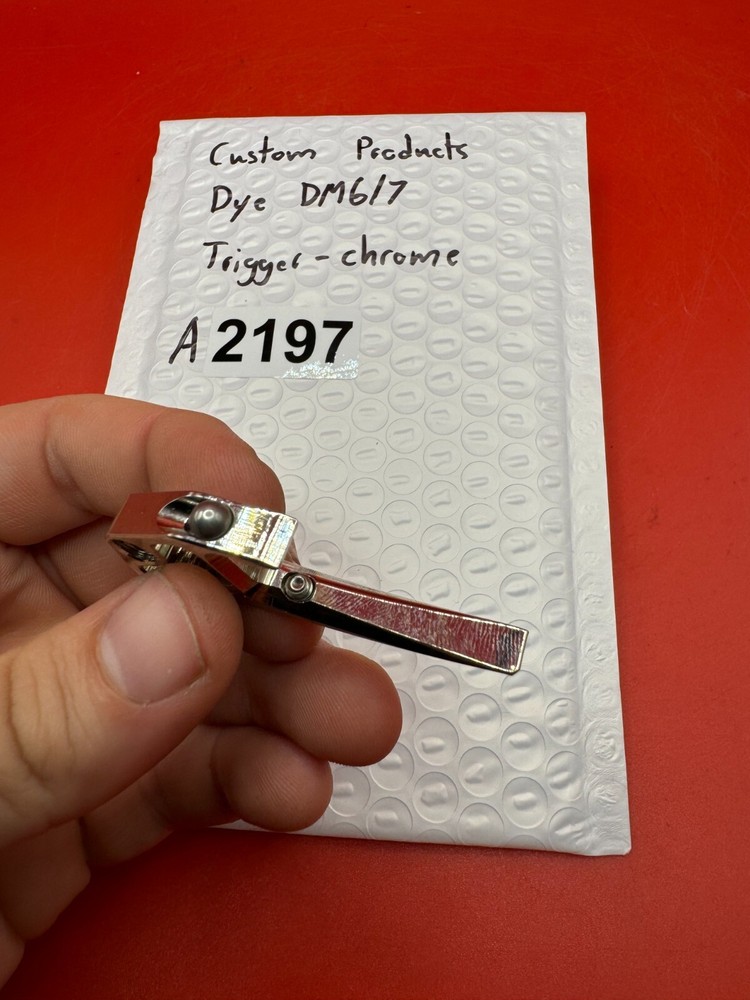 Custom Products
Dye DM6/7
Trigger - chrome
A 2197